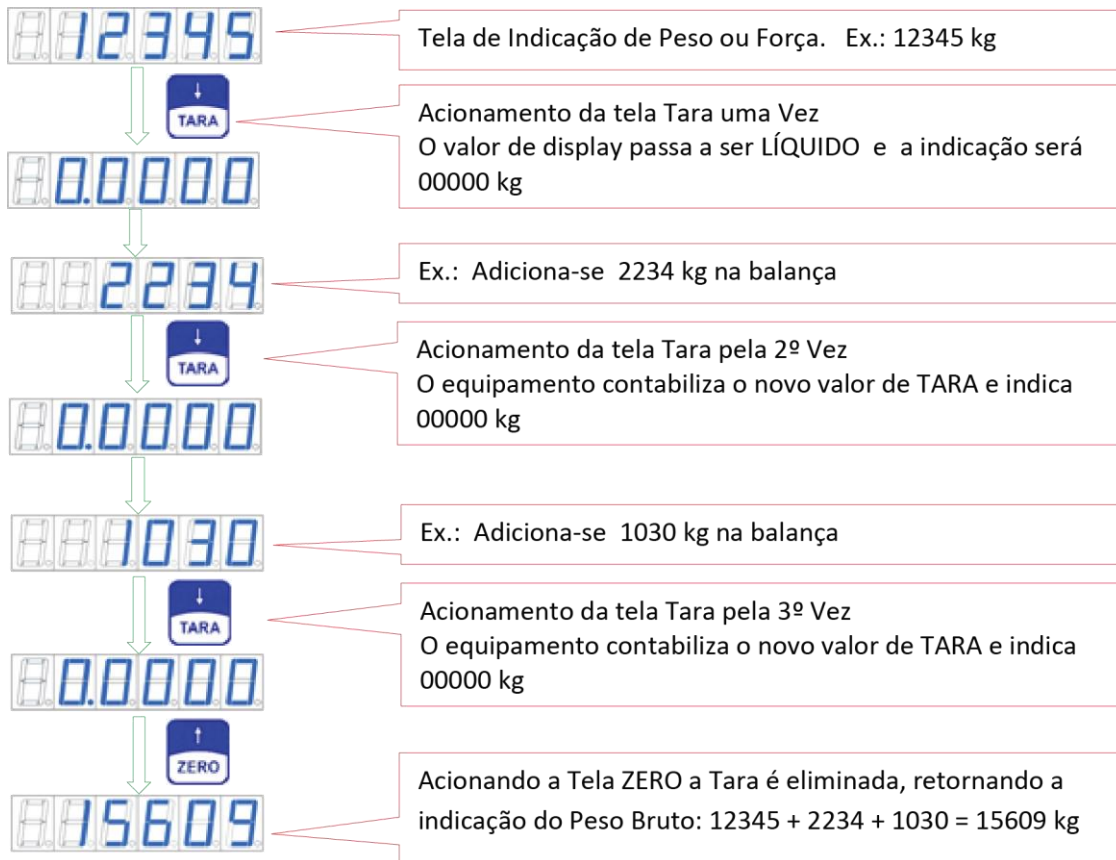 12345
Tela de Indicação de Peso ou Força. Ex.: 12345 kg
↓
TARA
Acionamento da tela Tara uma Vez
O valor de display passa a ser LÍQUIDO e a indicação será
00000 kg
0.0000
2234
Ex.: Adiciona-se 2234 kg na balança
↓
TARA
Acionamento da tela Tara pela 2º Vez
O equipamento contabiliza o novo valor de TARA e indica
00000 kg
0.0000
1030
Ex.: Adiciona-se 1030 kg na balança
↓
TARA
Acionamento da tela Tara pela 3º Vez
O equipamento contabiliza o novo valor de TARA e indica
00000 kg
0.0000
↑
ZERO
15609
Acionando a Tela ZERO a Tara é eliminada, retornando a
indicação do Peso Bruto: 12345 + 2234 + 1030 = 15609 kg